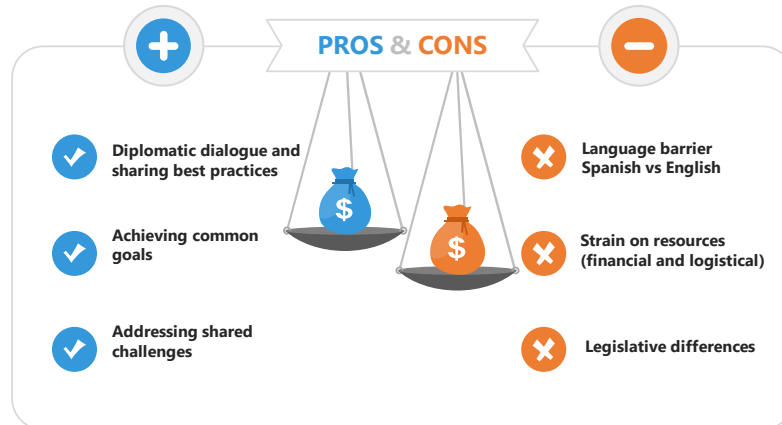 PROS & CONS
Diplomatic dialogue and
sharing best practices
Achieving common
goals
Addressing shared
challenges
$
$
Language barrier
Spanish vs English
Strain on resources
(financial and logistical)
Legislative differences